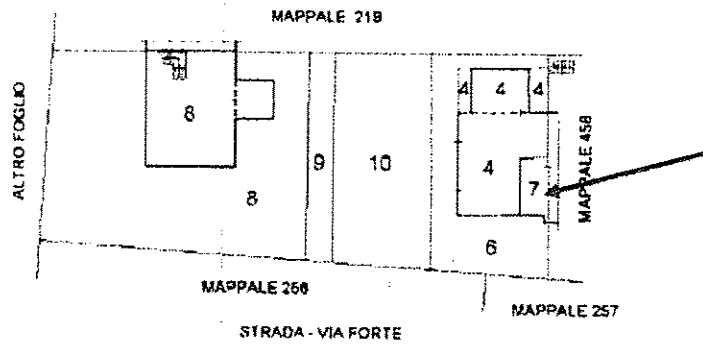 MAPPALE 219
ALTRO FOGLIO
8
4 4 4
MAPPALE 458
8
9
10
4
7
6
MAPPALE 256
MAPPALE 257
STRADA - VIA FORTE